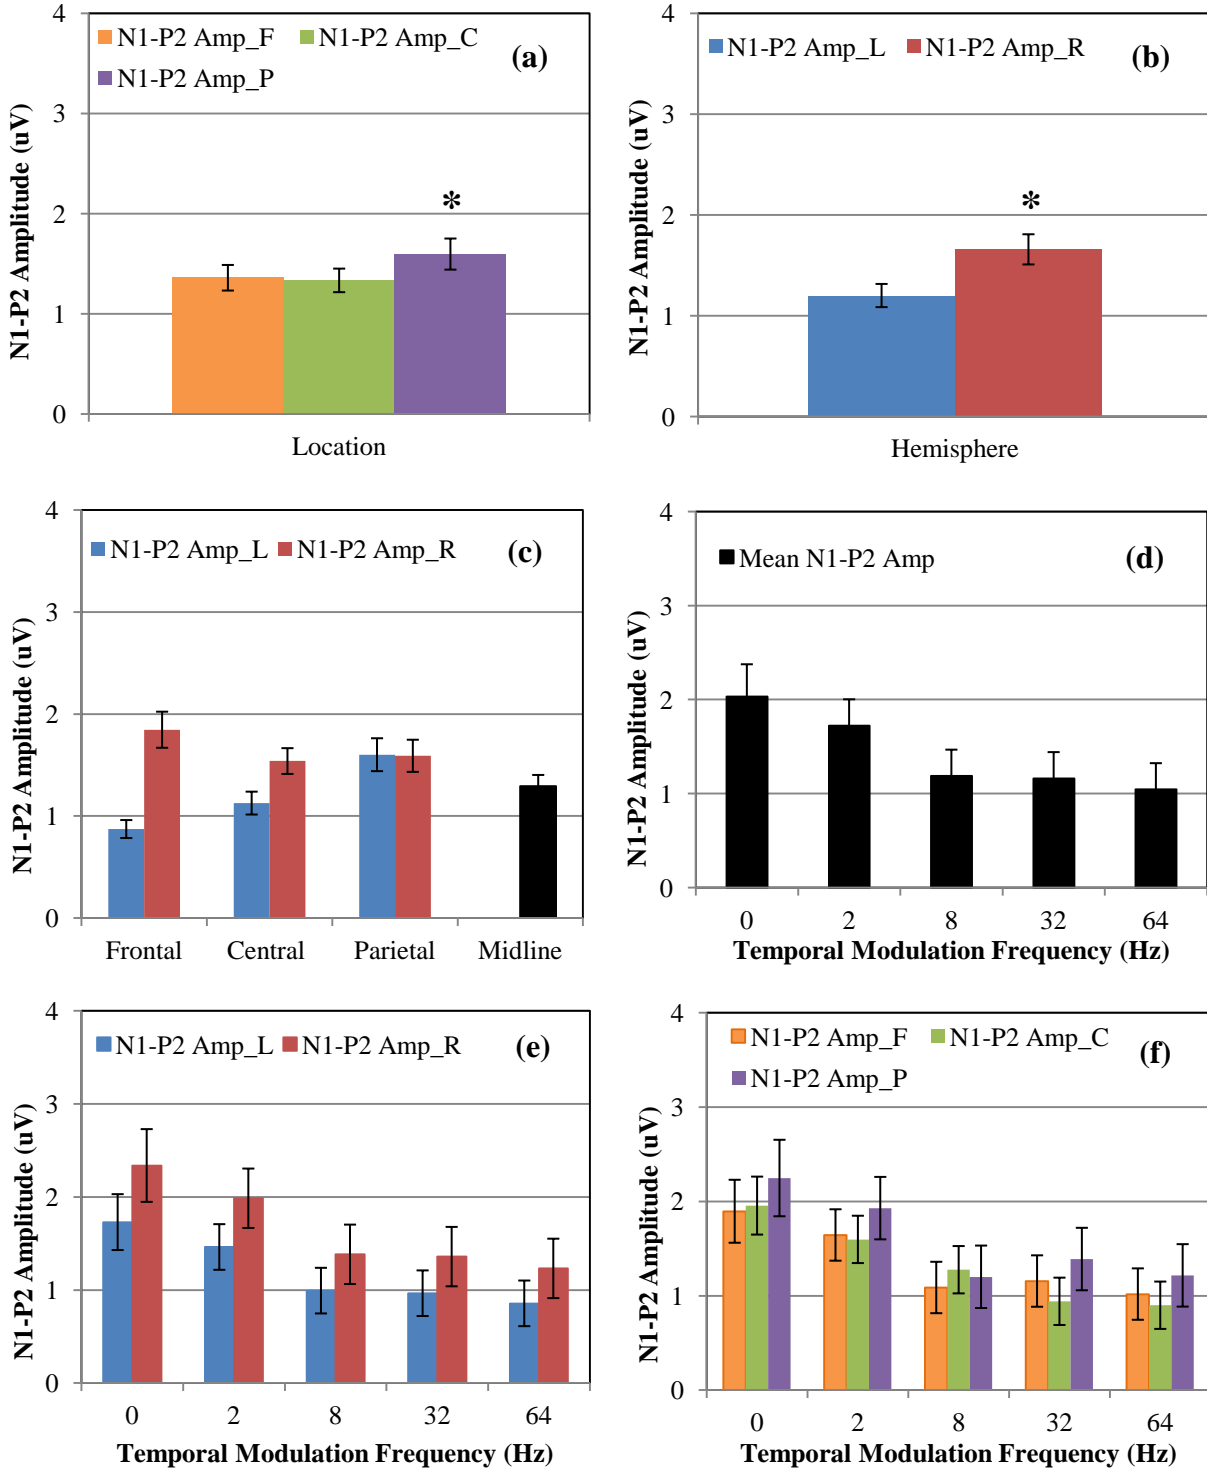 N1-P2 Amp_F N1-P2 Amp_C
N1-P2 Amp_P
(a)
N1-P2 Amplitude (uV)
4
3
2
1
0
*
Location
N1-P2 Amp_L N1-P2 Amp_R
(b)
N1-P2 Amplitude (uV)
4
3
2
1
0
*
Hemisphere
N1-P2 Amp_L N1-P2 Amp_R
(c)
N1-P2 Amplitude (uV)
4
3
2
1
0
Frontal Central Parietal Midline
Mean N1-P2 Amp
(d)
N1-P2 Amplitude (uV)
4
3
2
1
0
0 2 8 32 64
Temporal Modulation Frequency (Hz)
N1-P2 Amp_L N1-P2 Amp_R
(e)
N1-P2 Amplitude (uV)
4
3
2
1
0
0 2 8 32 64
Temporal Modulation Frequency (Hz)
N1-P2 Amp_F N1-P2 Amp_C
N1-P2 Amp_P
(f)
N1-P2 Amplitude (uV)
4
3
2
1
0
0 2 8 32 64
Temporal Modulation Frequency (Hz)